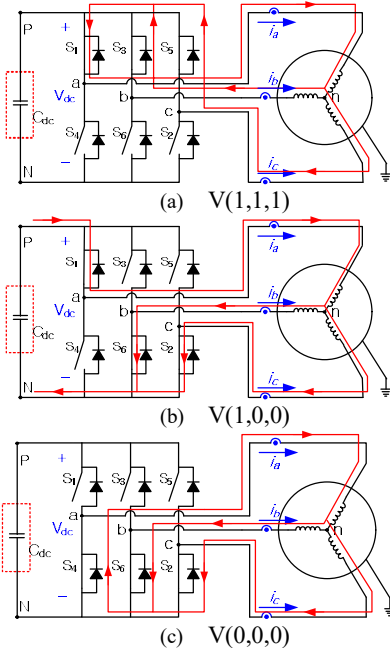 P + S1 S3 S5 ia
a
Vdc b ib n
Cdc c
S4 S6 S2
N − ic
(a) V(1,1,1)
P + S1 S3 S5 ia
a
Vdc b ib n
Cdc c
S4 S6 S2
N − ic
(b) V(1,0,0)
P + S1 S3 S5 ia
a
Vdc b ib n
Cdc c
S4 S6 S2
N − ic
(c) V(0,0,0)